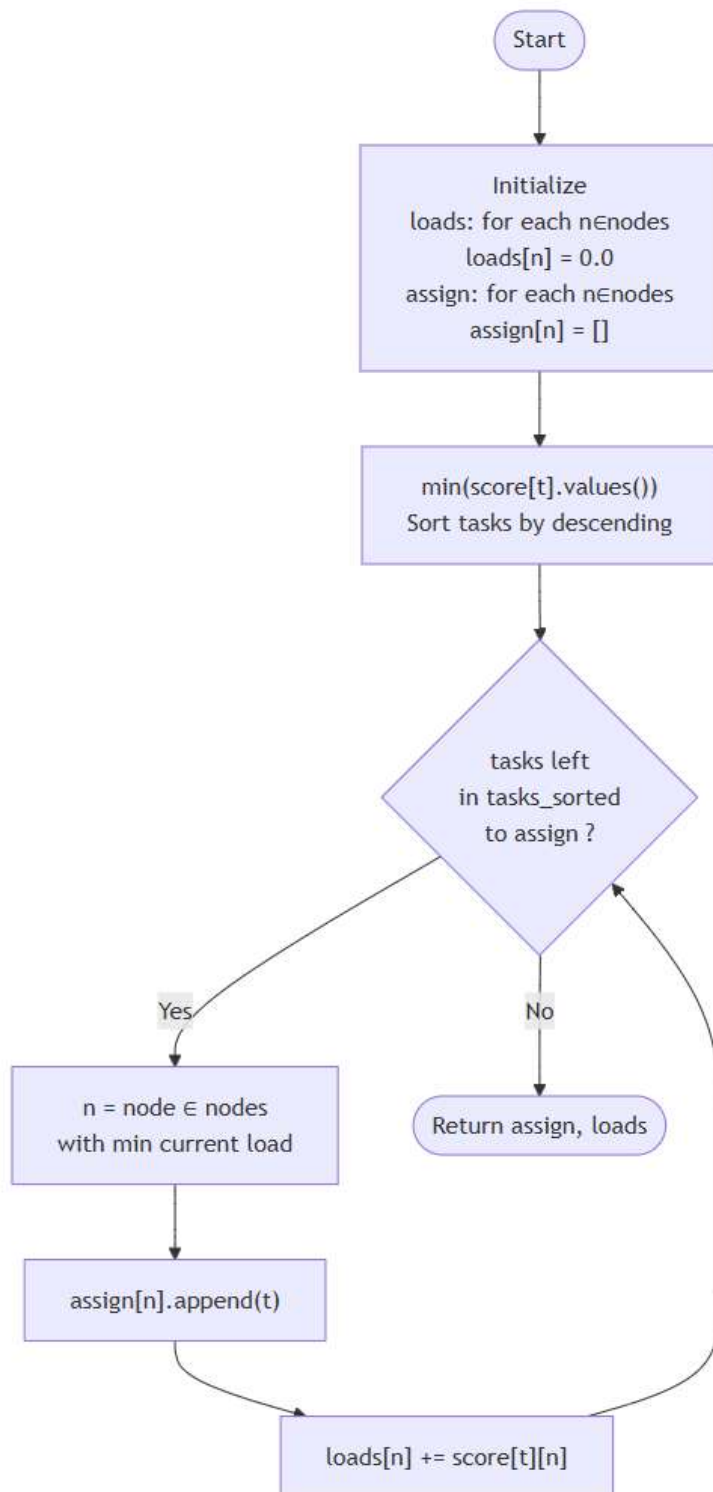 Start
Initialize
loads: for each n∈nodes
loads[n] = 0.0
assign: for each n∈nodes
assign[n] = []
min(score[t].values())
Sort tasks by descending
tasks left
in tasks_sorted
to assign ?
Yes
No
n = node ∈ nodes
with min current load
Return assign, loads
assign[n].append(t)
loads[n] += score[t][n]